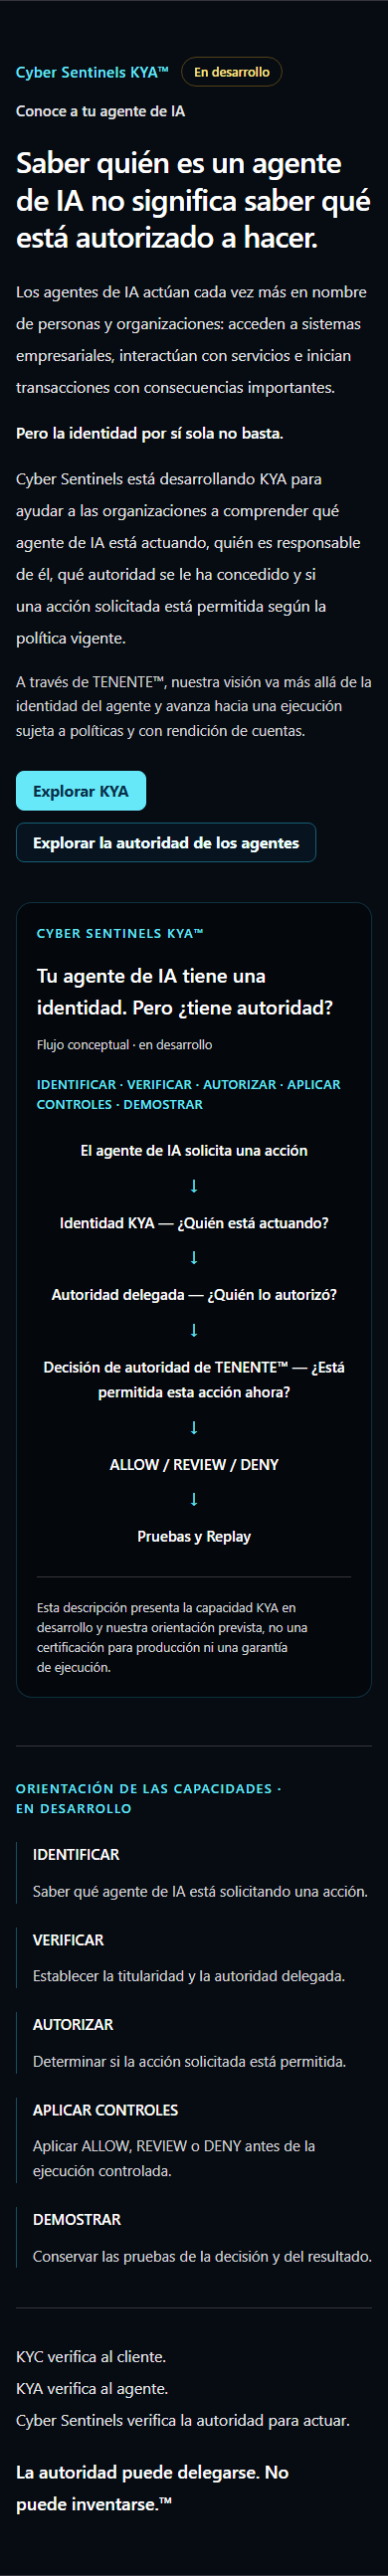 Cyber Sentinels KYA™
En desarrollo
Conoce a tu agente de IA
Saber quién es un agente
de IA no significa saber qué
está autorizado a hacer.
Los agentes de IA actúan cada vez más en nombre
de personas y organizaciones: acceden a sistemas
empresariales, interactúan con servicios e inician
transacciones con consecuencias importantes.
Pero la identidad por sí sola no basta.
Cyber Sentinels está desarrollando KYA para
ayudar a las organizaciones a comprender qué
agente de IA está actuando, quién es responsable
de él, qué autoridad se le ha concedido y si
una acción solicitada está permitida según la
política vigente.
A través de TENENTE™, nuestra visión va más allá de la
identidad del agente y avanza hacia una ejecución
sujeta a políticas y con rendición de cuentas.
Explorar KYA
Explorar la autoridad de los agentes
CYBER SENTINELS KYA™
Tu agente de IA tiene una
identidad. Pero ¿tiene autoridad?
Flujo conceptual · en desarrollo
IDENTIFICAR · VERIFICAR · AUTORIZAR · APLICAR
CONTROLES · DEMOSTRAR
El agente de IA solicita una acción
↓
Identidad KYA — ¿Quién está actuando?
↓
Autoridad delegada — ¿Quién lo autorizó?
↓
Decisión de autoridad de TENENTE™ — ¿Está
permitida esta acción ahora?
↓
ALLOW / REVIEW / DENY
↓
Pruebas y Replay
Esta descripción presenta la capacidad KYA en
desarrollo y nuestra orientación prevista, no una
certificación para producción ni una garantía
de ejecución.
ORIENTACIÓN DE LAS CAPACIDADES ·
EN DESARROLLO
IDENTIFICAR
Saber qué agente de IA está solicitando una acción.
VERIFICAR
Establecer la titularidad y la autoridad delegada.
AUTORIZAR
Determinar si la acción solicitada está permitida.
APLICAR CONTROLES
Aplicar ALLOW, REVIEW o DENY antes de la
ejecución controlada.
DEMOSTRAR
Conservar las pruebas de la decisión y del resultado.
KYC verifica al cliente.
KYA verifica al agente.
Cyber Sentinels verifica la autoridad para actuar.
La autoridad puede delegarse. No
puede inventarse.™